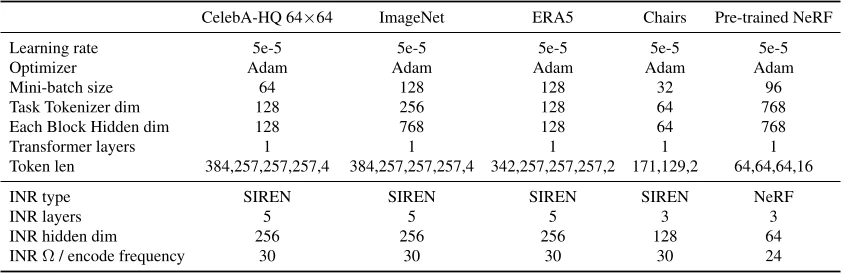 CelebA-HQ 64×64 ImageNet ERA5 Chairs Pre-trained NeRF
Learning rate 5e-5 5e-5 5e-5 5e-5 5e-5
Optimizer Adam Adam Adam Adam Adam
Mini-batch size 64 128 128 32 96
Task Tokenizer dim 128 256 128 64 768
Each Block Hidden dim 128 768 128 64 768
Transformer layers 1 1 1 1 1
Token len 384,257,257,257,4 384,257,257,257,4 342,257,257,257,2 171,129,2 64,64,64,16
INR type SIREN SIREN SIREN SIREN NeRF
INR layers 5 5 5 3 3
INR hidden dim 256 256 256 128 64
INR Ω / encode frequency 30 30 30 30 24